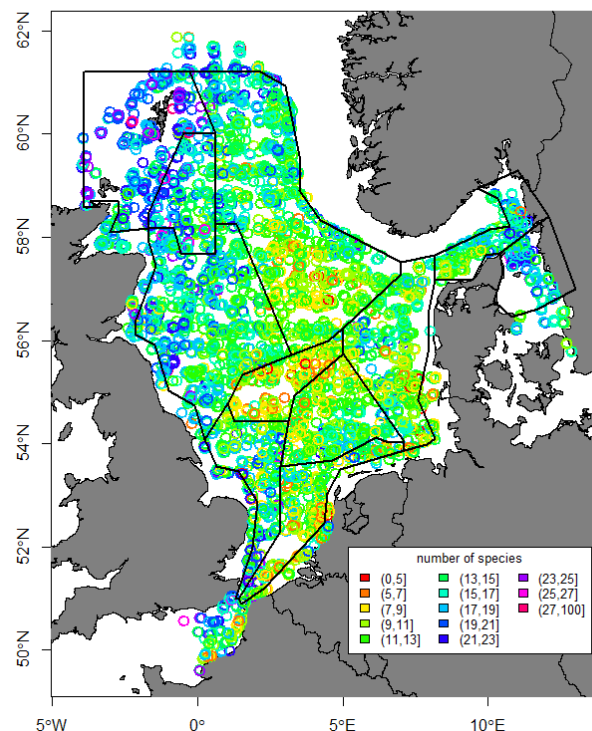 62°N
60°N
58°N
56°N
54°N
52°N
50°N
number of species
(0,5] (13,15] (23,25]
(5,7] (15,17] (25,27]
(7,9] (17,19] (27,100]
(9,11] (19,21]
(11,13] (21,23]
5°W 0° 5°E 10°E